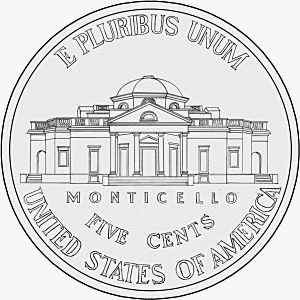 E PLURIBUS UNUM
MONTICELLO
FIVE CENTS
UNITED STATES OF AMERICA